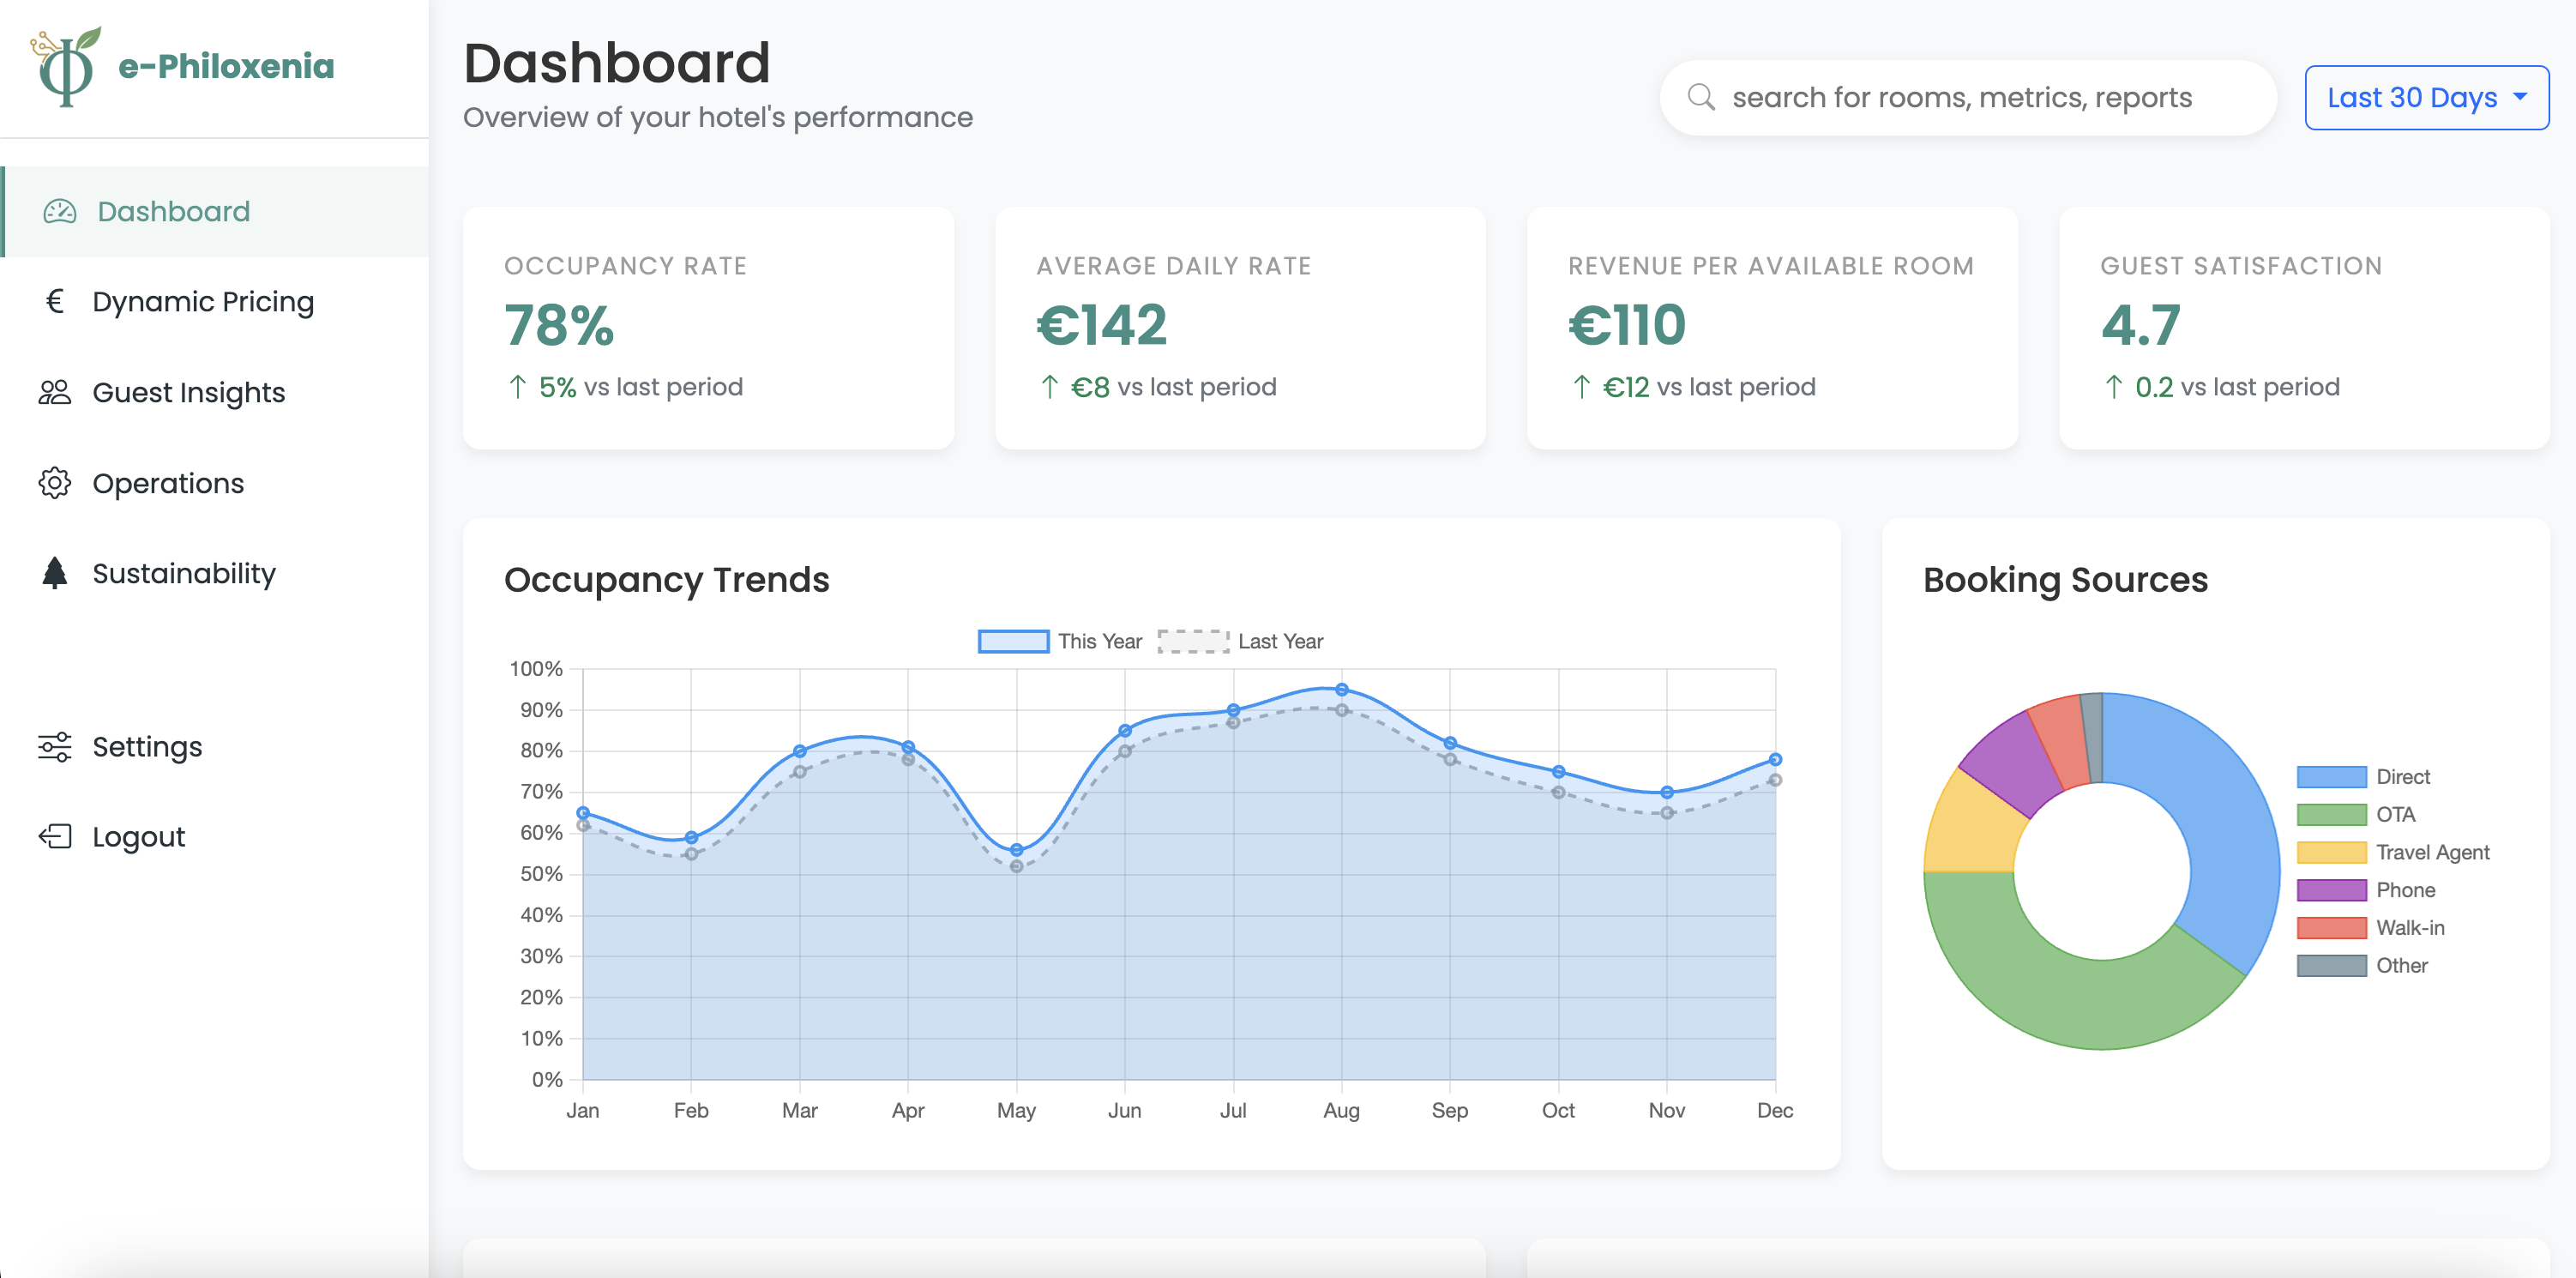 e-Philoxenia
Dashboard
Dynamic Pricing
Guest Insights
Operations
Sustainability
Settings
Logout
Dashboard
Overview of your hotel's performance
search for rooms, metrics, reports
Last 30 Days
OCCUPANCY RATE
78%
↑ 5% vs last period
AVERAGE DAILY RATE
€142
↑ €8 vs last period
REVENUE PER AVAILABLE ROOM
€110
↑ €12 vs last period
GUEST SATISFACTION
4.7
↑ 0.2 vs last period
Occupancy Trends
This Year Last Year
100%
90%
80%
70%
60%
50%
40%
30%
20%
10%
0%
Jan Feb Mar Apr May Jun Jul Aug Sep Oct Nov Dec
Booking Sources
Direct
OTA
Travel Agent
Phone
Walk-in
Other